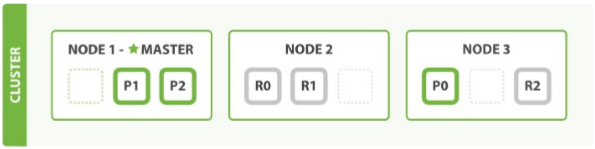 CLUSTER
NODE 1 - ★ MASTER
P1 P2
NODE 2
R0 R1
NODE 3
P0 R2